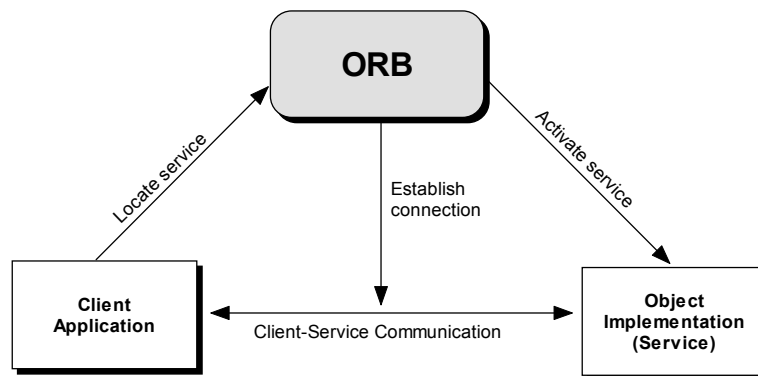 ORB
Locate service
Activate service
Establish
connection
Client
Application
Client-Service Communication
Object
Implementation
(Service)